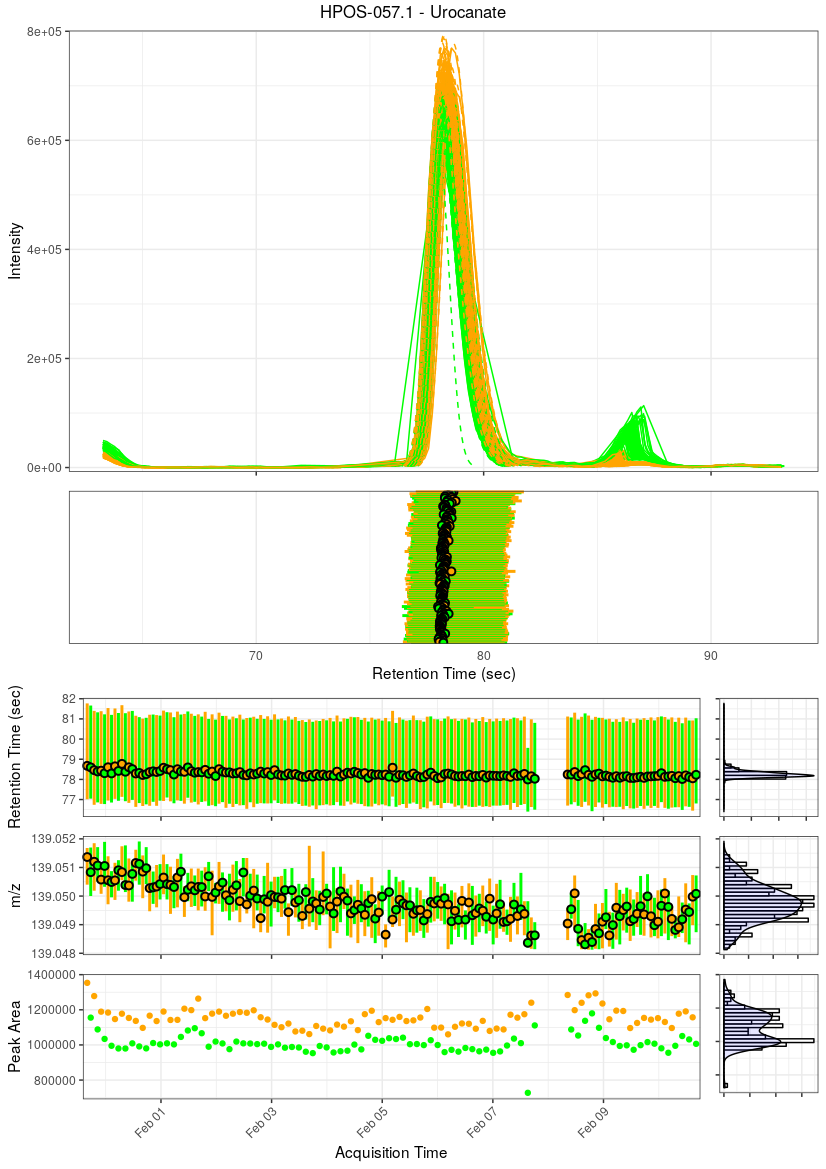 HPOS-057.1 - Urocanate
8e+05
6e+05
4e+05
2e+05
0e+00
Intensity
70 80 90
Retention Time (sec)
82
81
80
79
78
77
Retention Time (sec)
139.052
139.051
139.050
139.049
139.048
m/z
1400000
1200000
1000000
800000
Peak Area
Feb 01 Feb 03 Feb 05 Feb 07 Feb 09
Acquisition Time